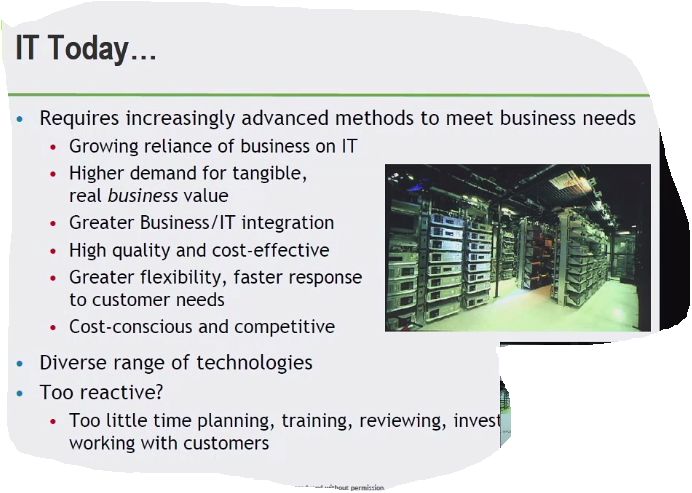 IT Today...
Requires increasingly advanced methods to meet business needs
Growing reliance of business on IT
Higher demand for tangible,
real business value
Greater Business/IT integration
High quality and cost-effective
Greater flexibility, faster response
to customer needs
Cost-conscious and competitive
Diverse range of technologies
Too reactive?
Too little time planning, training, reviewing, invest
working with customers
without permission